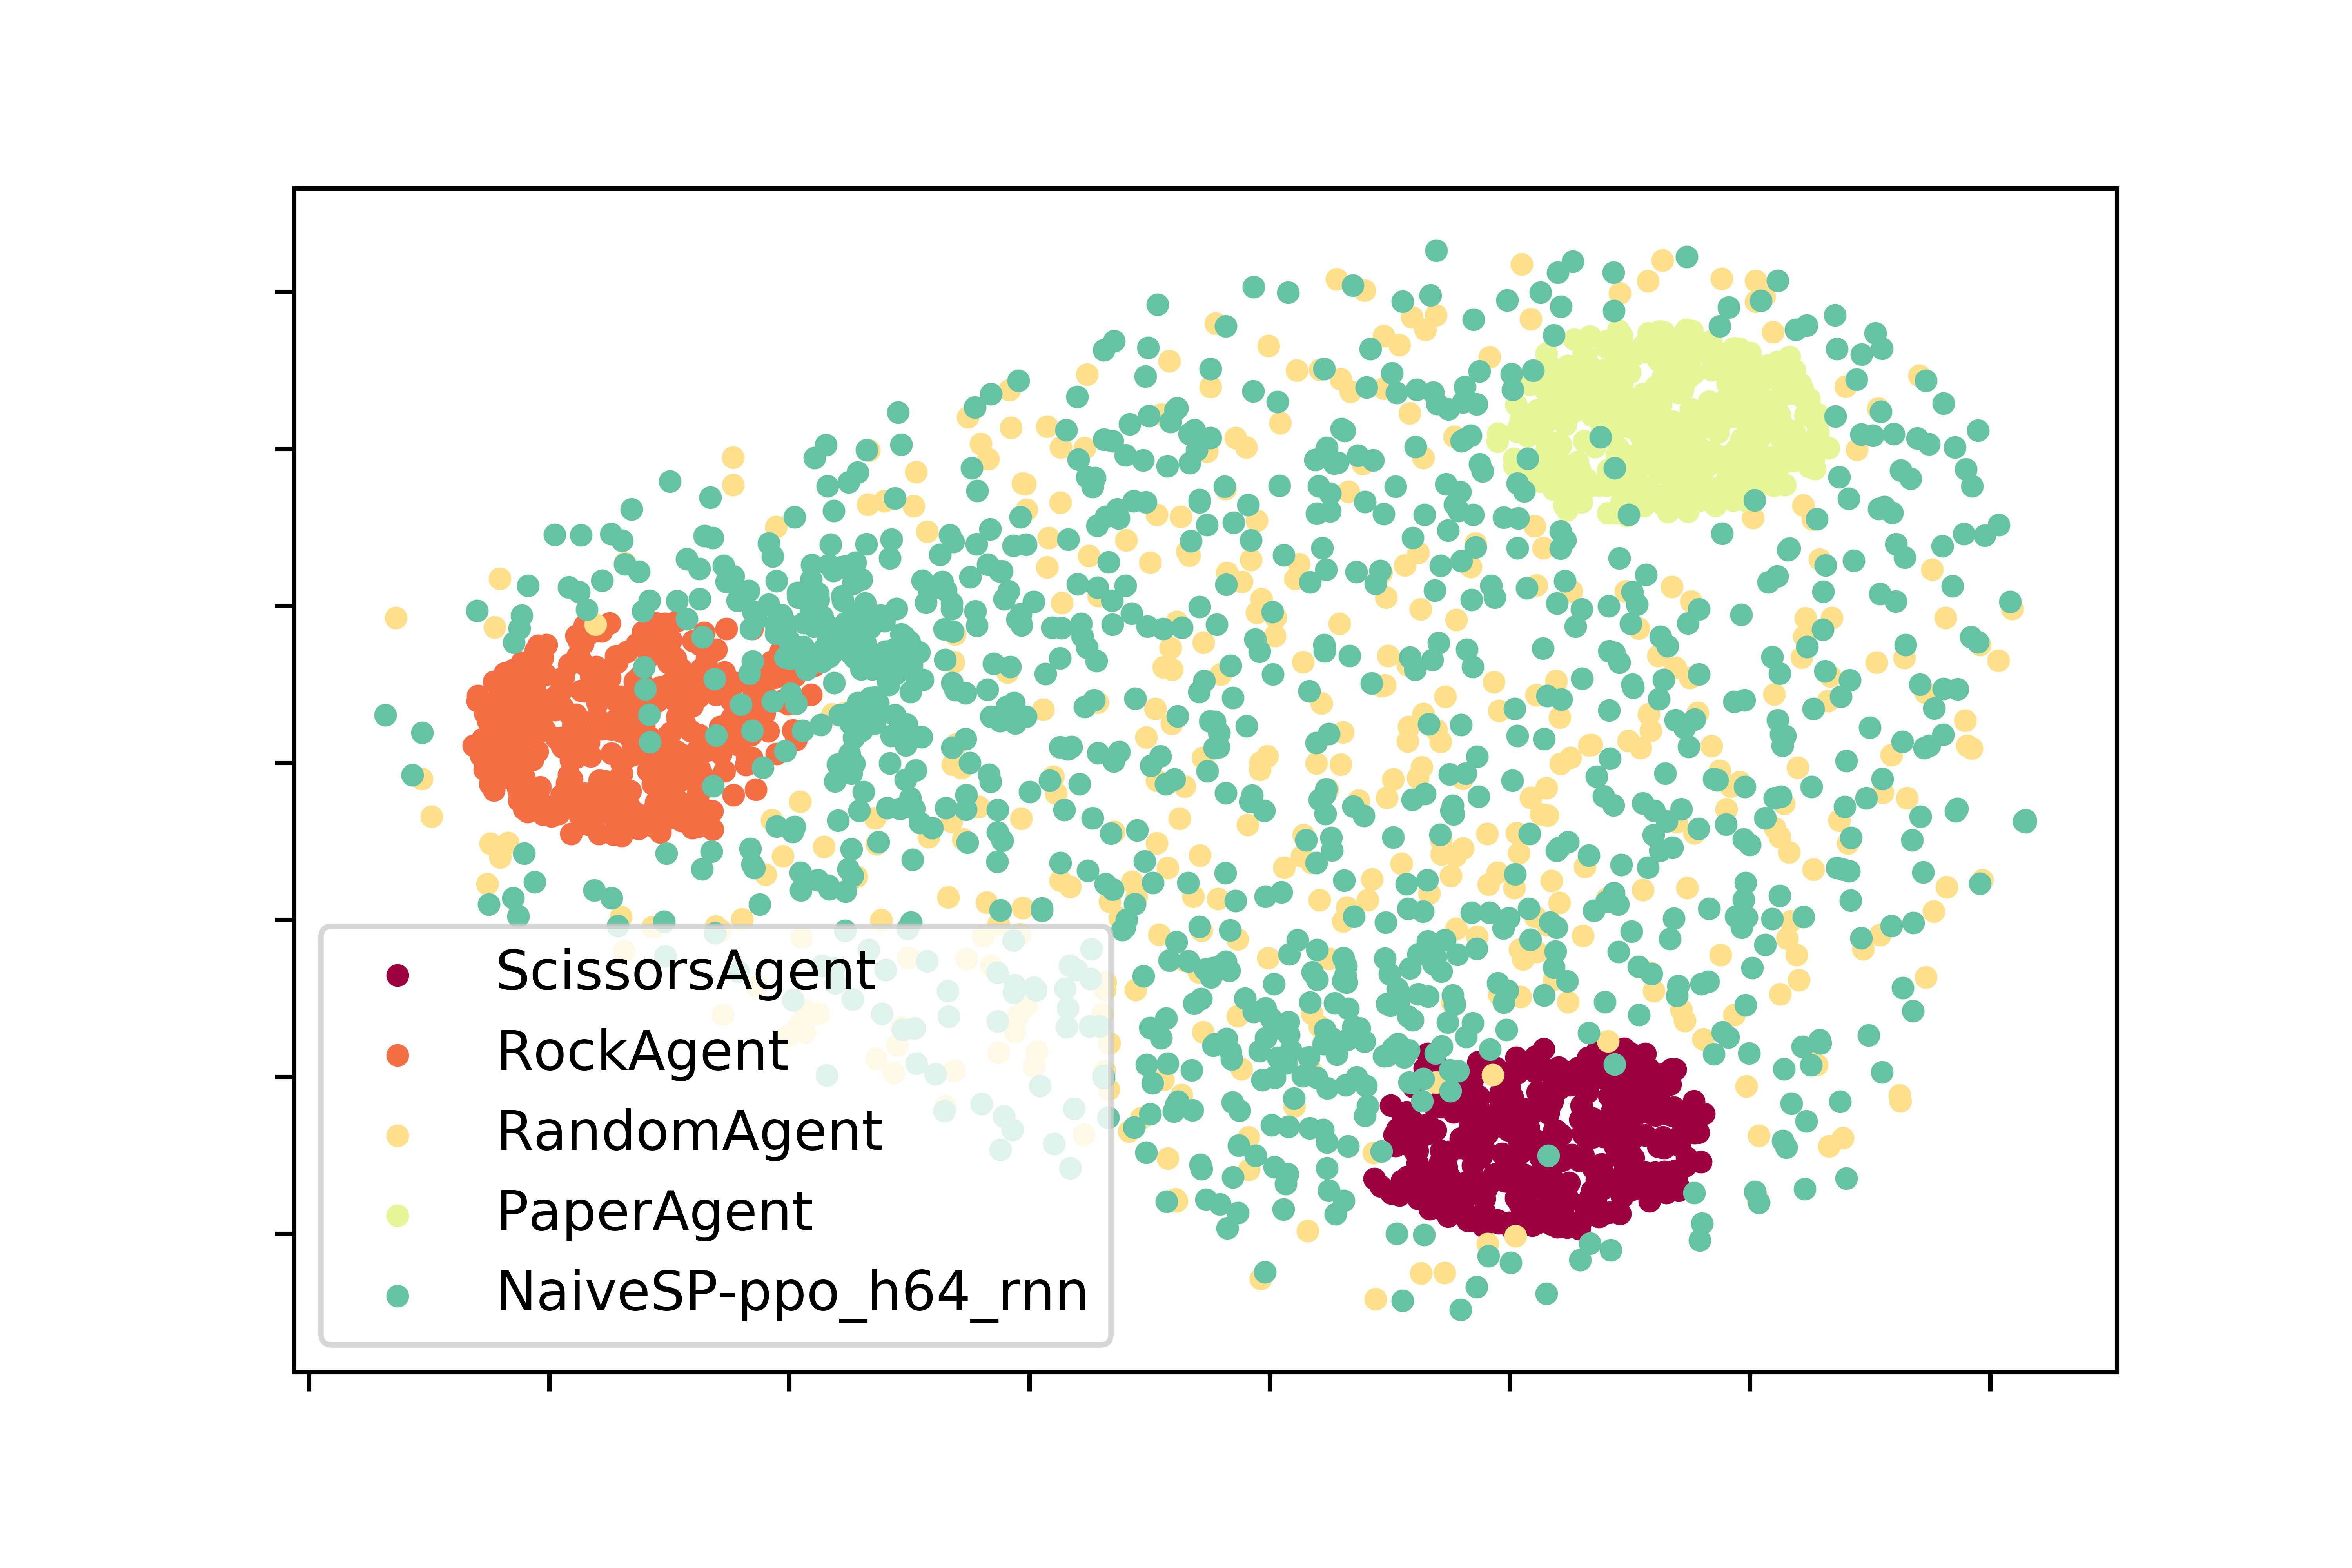 ScissorsAgent
RockAgent
RandomAgent
PaperAgent
NaiveSP-ppo_h64_rnn